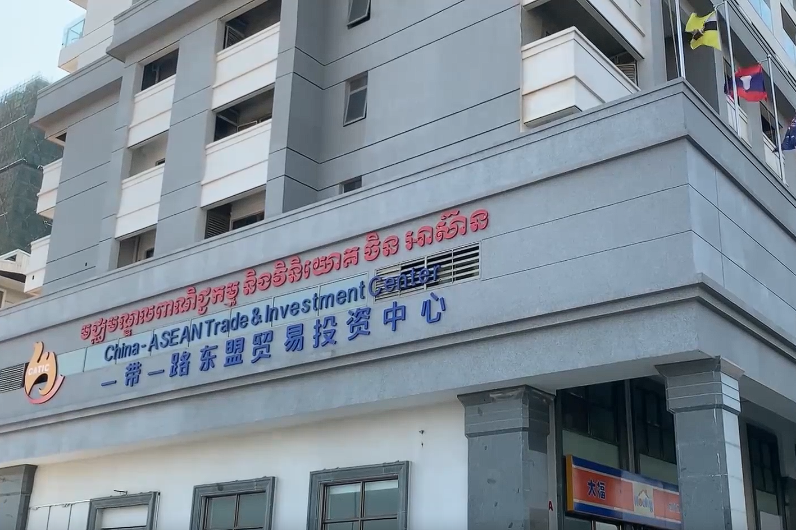 មជ្ឈមណ្ឌលពាណិជ្ជកម្ម និងវិនិយោគ ចិន អាស៊ាន
China-ASEAN Trade & Investment Center
一带一路东盟贸易投资中心
CATIC
大福